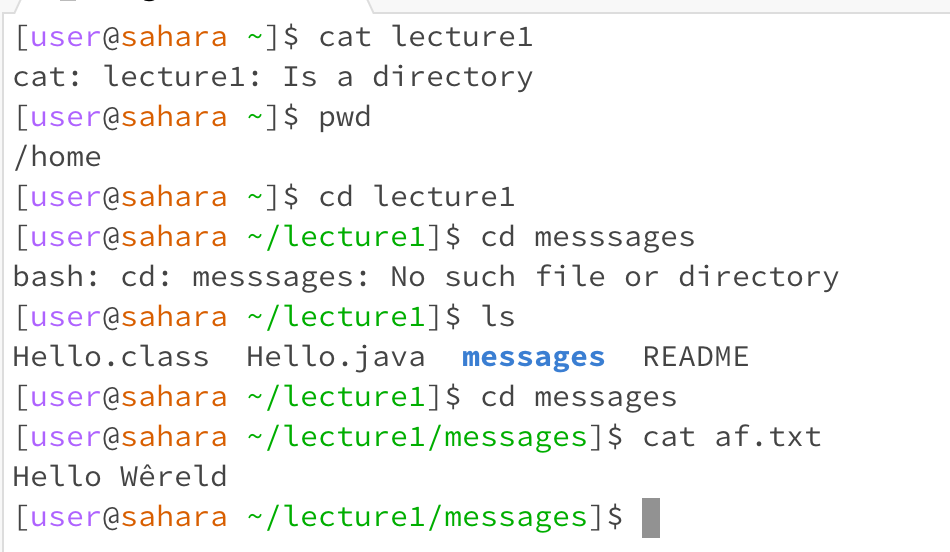 [user@sahara ~]$ cat lecture1
cat: lecture1: Is a directory
[user@sahara ~]$ pwd
/home
[user@sahara ~]$ cd lecture1
[user@sahara ~/lecture1]$ cd messsages
bash: cd: messsages: No such file or directory
[user@sahara ~/lecture1]$ ls
Hello.class  Hello.java  messages  README
[user@sahara ~/lecture1]$ cd messages
[user@sahara ~/lecture1/messages]$ cat af.txt
Hello Wêreld
[user@sahara ~/lecture1/messages]$